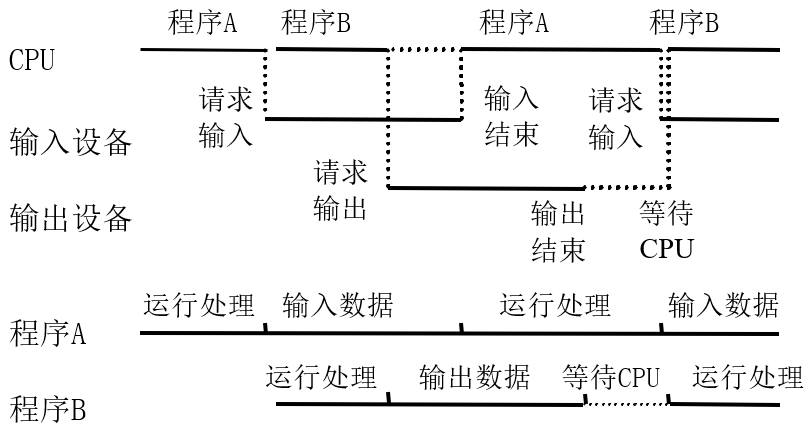 程序A 程序B 程序A 程序B
CPU
请求 输入 请求
输入 结束 输入
输入设备
请求
输出
输出设备
输出 等待
结束 CPU
运行处理 输入数据 运行处理 输入数据
程序A
运行处理 输出数据 等待CPU 运行处理
程序B